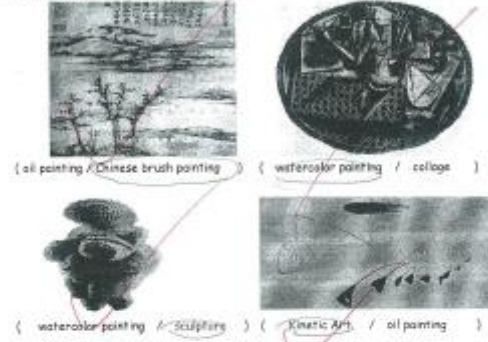 ( oil painting / Chinese brush painting ) ( watercolor painting / collage )
( watercolor painting / Sculpture ) ( Kinetic Art / oil painting )